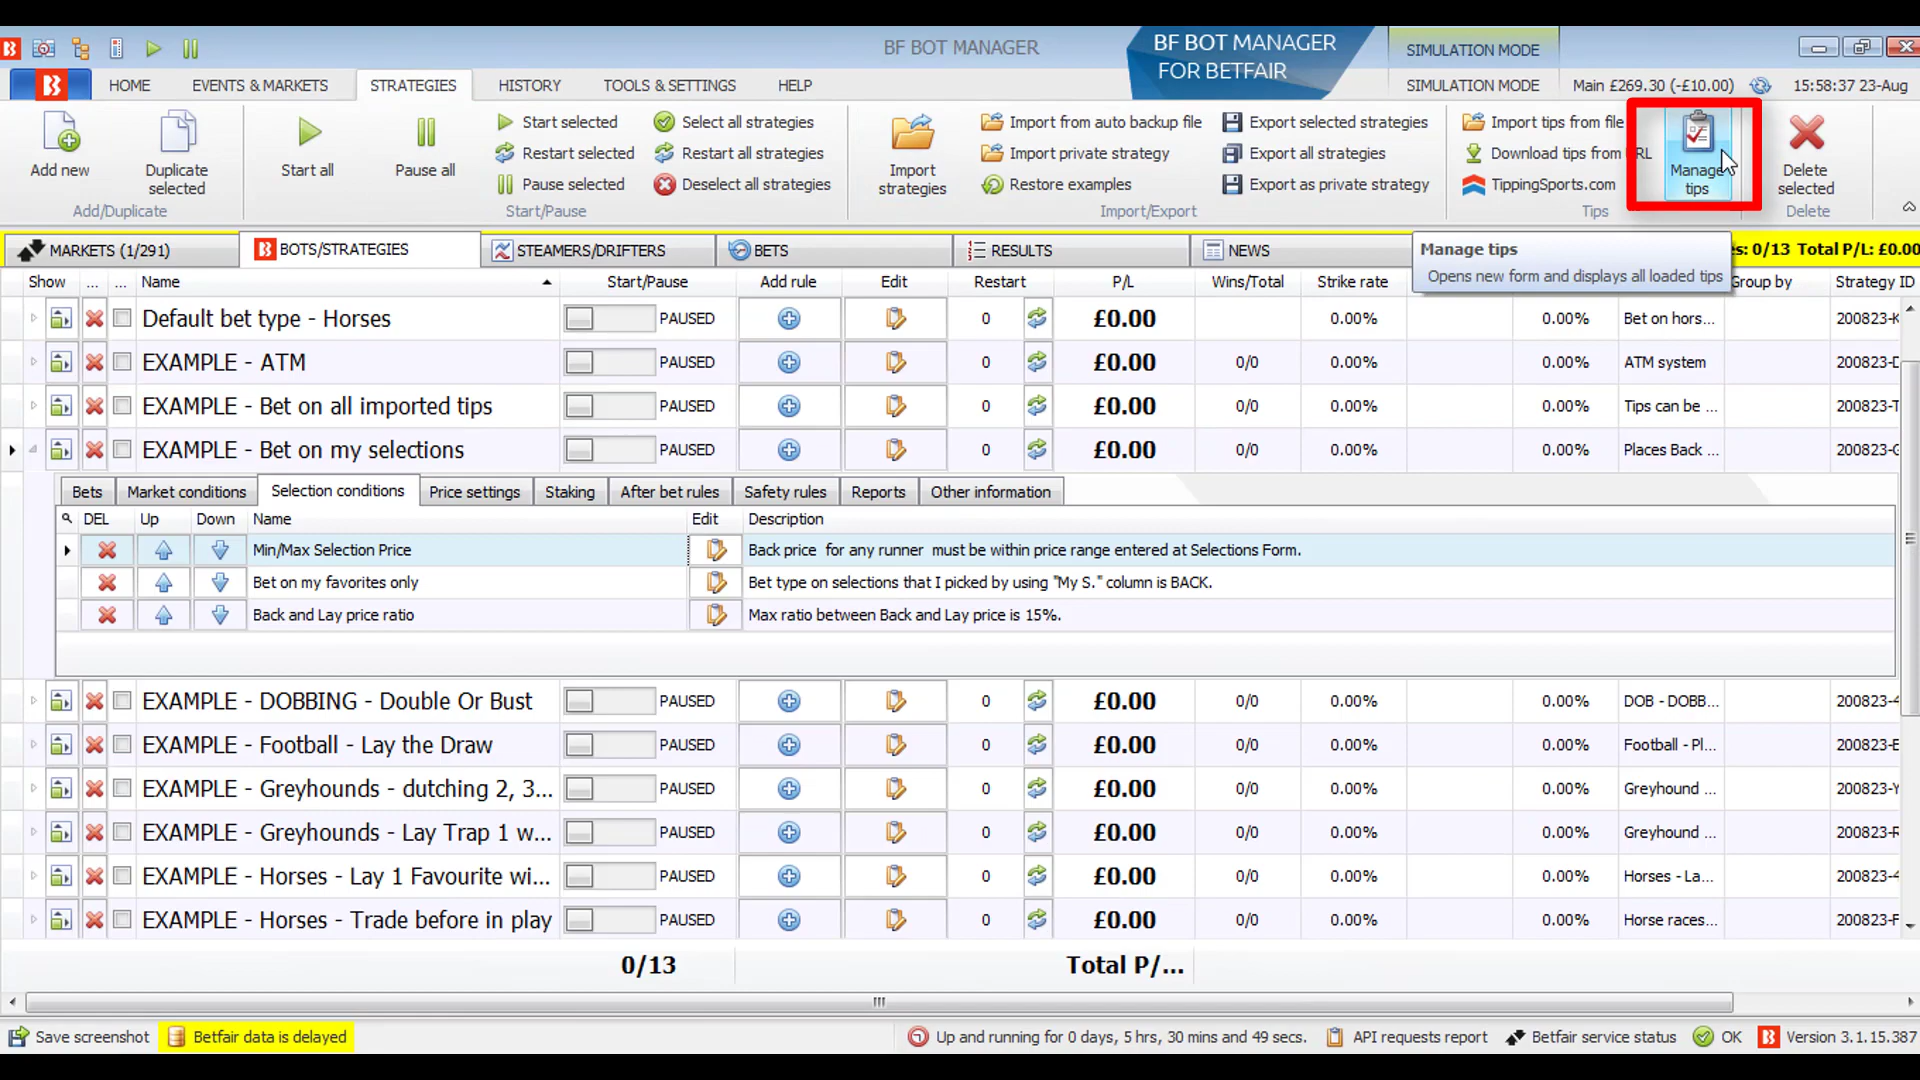 BF BOT MANAGER
BF BOT MANAGER
FOR BETFAIR
SIMULATION MODE
HOME
EVENTS & MARKETS
STRATEGIES
HISTORY
TOOLS & SETTINGS
HELP
SIMULATION MODE
Main £269.30 (-£10.00)
15:58:37 23-Aug
Add new
Duplicate
selected
Add/Duplicate
Start all
Pause all
Start selected
Restart selected
Pause selected
Select all strategies
Restart all strategies
Deselect all strategies
Start/Pause
Import
strategies
Import from auto backup file
Import private strategy
Restore examples
Export selected strategies
Export all strategies
Export as private strategy
Import/Export
Import tips from file
Download tips from RL
TippingSports.com
Manage
tips
Tips
Delete
selected
Delete
MARKETS (1/291)
BOTS/STRATEGIES
STEAMERS/DRIFTERS
BETS
RESULTS
NEWS
es: 0/13 Total P/L: £0.00
Manage tips
Opens new form and displays all loaded tips
Show ... ... Name Start/Pause Add rule Edit Restart P/L Wins/Total Strike rate Group by Strategy ID
Default bet type - Horses PAUSED 0 £0.00 0.00% 0.00% Bet on hors... 200823-K
EXAMPLE - ATM PAUSED 0 £0.00 0/0 0.00% 0.00% ATM system 200823-D
EXAMPLE - Bet on all imported tips PAUSED 0 £0.00 0/0 0.00% 0.00% Tips can be ... 200823-T
EXAMPLE - Bet on my selections PAUSED 0 £0.00 0/0 0.00% 0.00% Places Back ... 200823-G
Bets Market conditions Selection conditions Price settings Staking After bet rules Safety rules Reports Other information
DEL Up Down Name Edit Description
Min/Max Selection Price Back price for any runner must be within price range entered at Selections Form.
Bet on my favorites only Bet type on selections that I picked by using "My S." column is BACK.
Back and Lay price ratio Max ratio between Back and Lay price is 15%.
EXAMPLE - DOBBING - Double Or Bust PAUSED 0 £0.00 0/0 0.00% 0.00% DOB - DOBB... 200823-4
EXAMPLE - Football - Lay the Draw PAUSED 0 £0.00 0/0 0.00% 0.00% Football - Pl... 200823-E
EXAMPLE - Greyhounds - dutching 2, 3... PAUSED 0 £0.00 0/0 0.00% 0.00% Greyhound ... 200823-Y
EXAMPLE - Greyhounds - Lay Trap 1 w... PAUSED 0 £0.00 0/0 0.00% 0.00% Greyhound ... 200823-R
EXAMPLE - Horses - Lay 1 Favourite wi... PAUSED 0 £0.00 0/0 0.00% 0.00% Horses - La... 200823-4
EXAMPLE - Horses - Trade before in play PAUSED 0 £0.00 0/0 0.00% 0.00% Horse races... 200823-F
0/13 Total P/...
Save screenshot
Betfair data is delayed
Up and running for 0 days, 5 hrs, 30 mins and 49 secs.
API requests report
Betfair service status
OK
Version 3.1.15.387